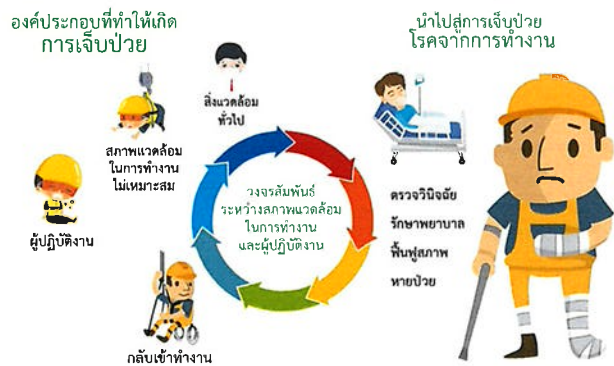 องค์ประกอบที่ทำให้เกิด
การเจ็บป่วย
นำไปสู่การเจ็บป่วย
โรคจากการทำงาน
สิ่งแวดล้อม
ทั่วไป
สภาพแวดล้อม
ในการทำงาน
ไม่เหมาะสม
ผู้ปฏิบัติงาน
วงจรสัมพันธ์
ระหว่างสภาพแวดล้อม
ในการทำงาน
และผู้ปฏิบัติงาน
ตรวจวินิจฉัย
รักษาพยาบาล
ฟื้นฟูสภาพ
หายป่วย
กลับเข้าทำงาน